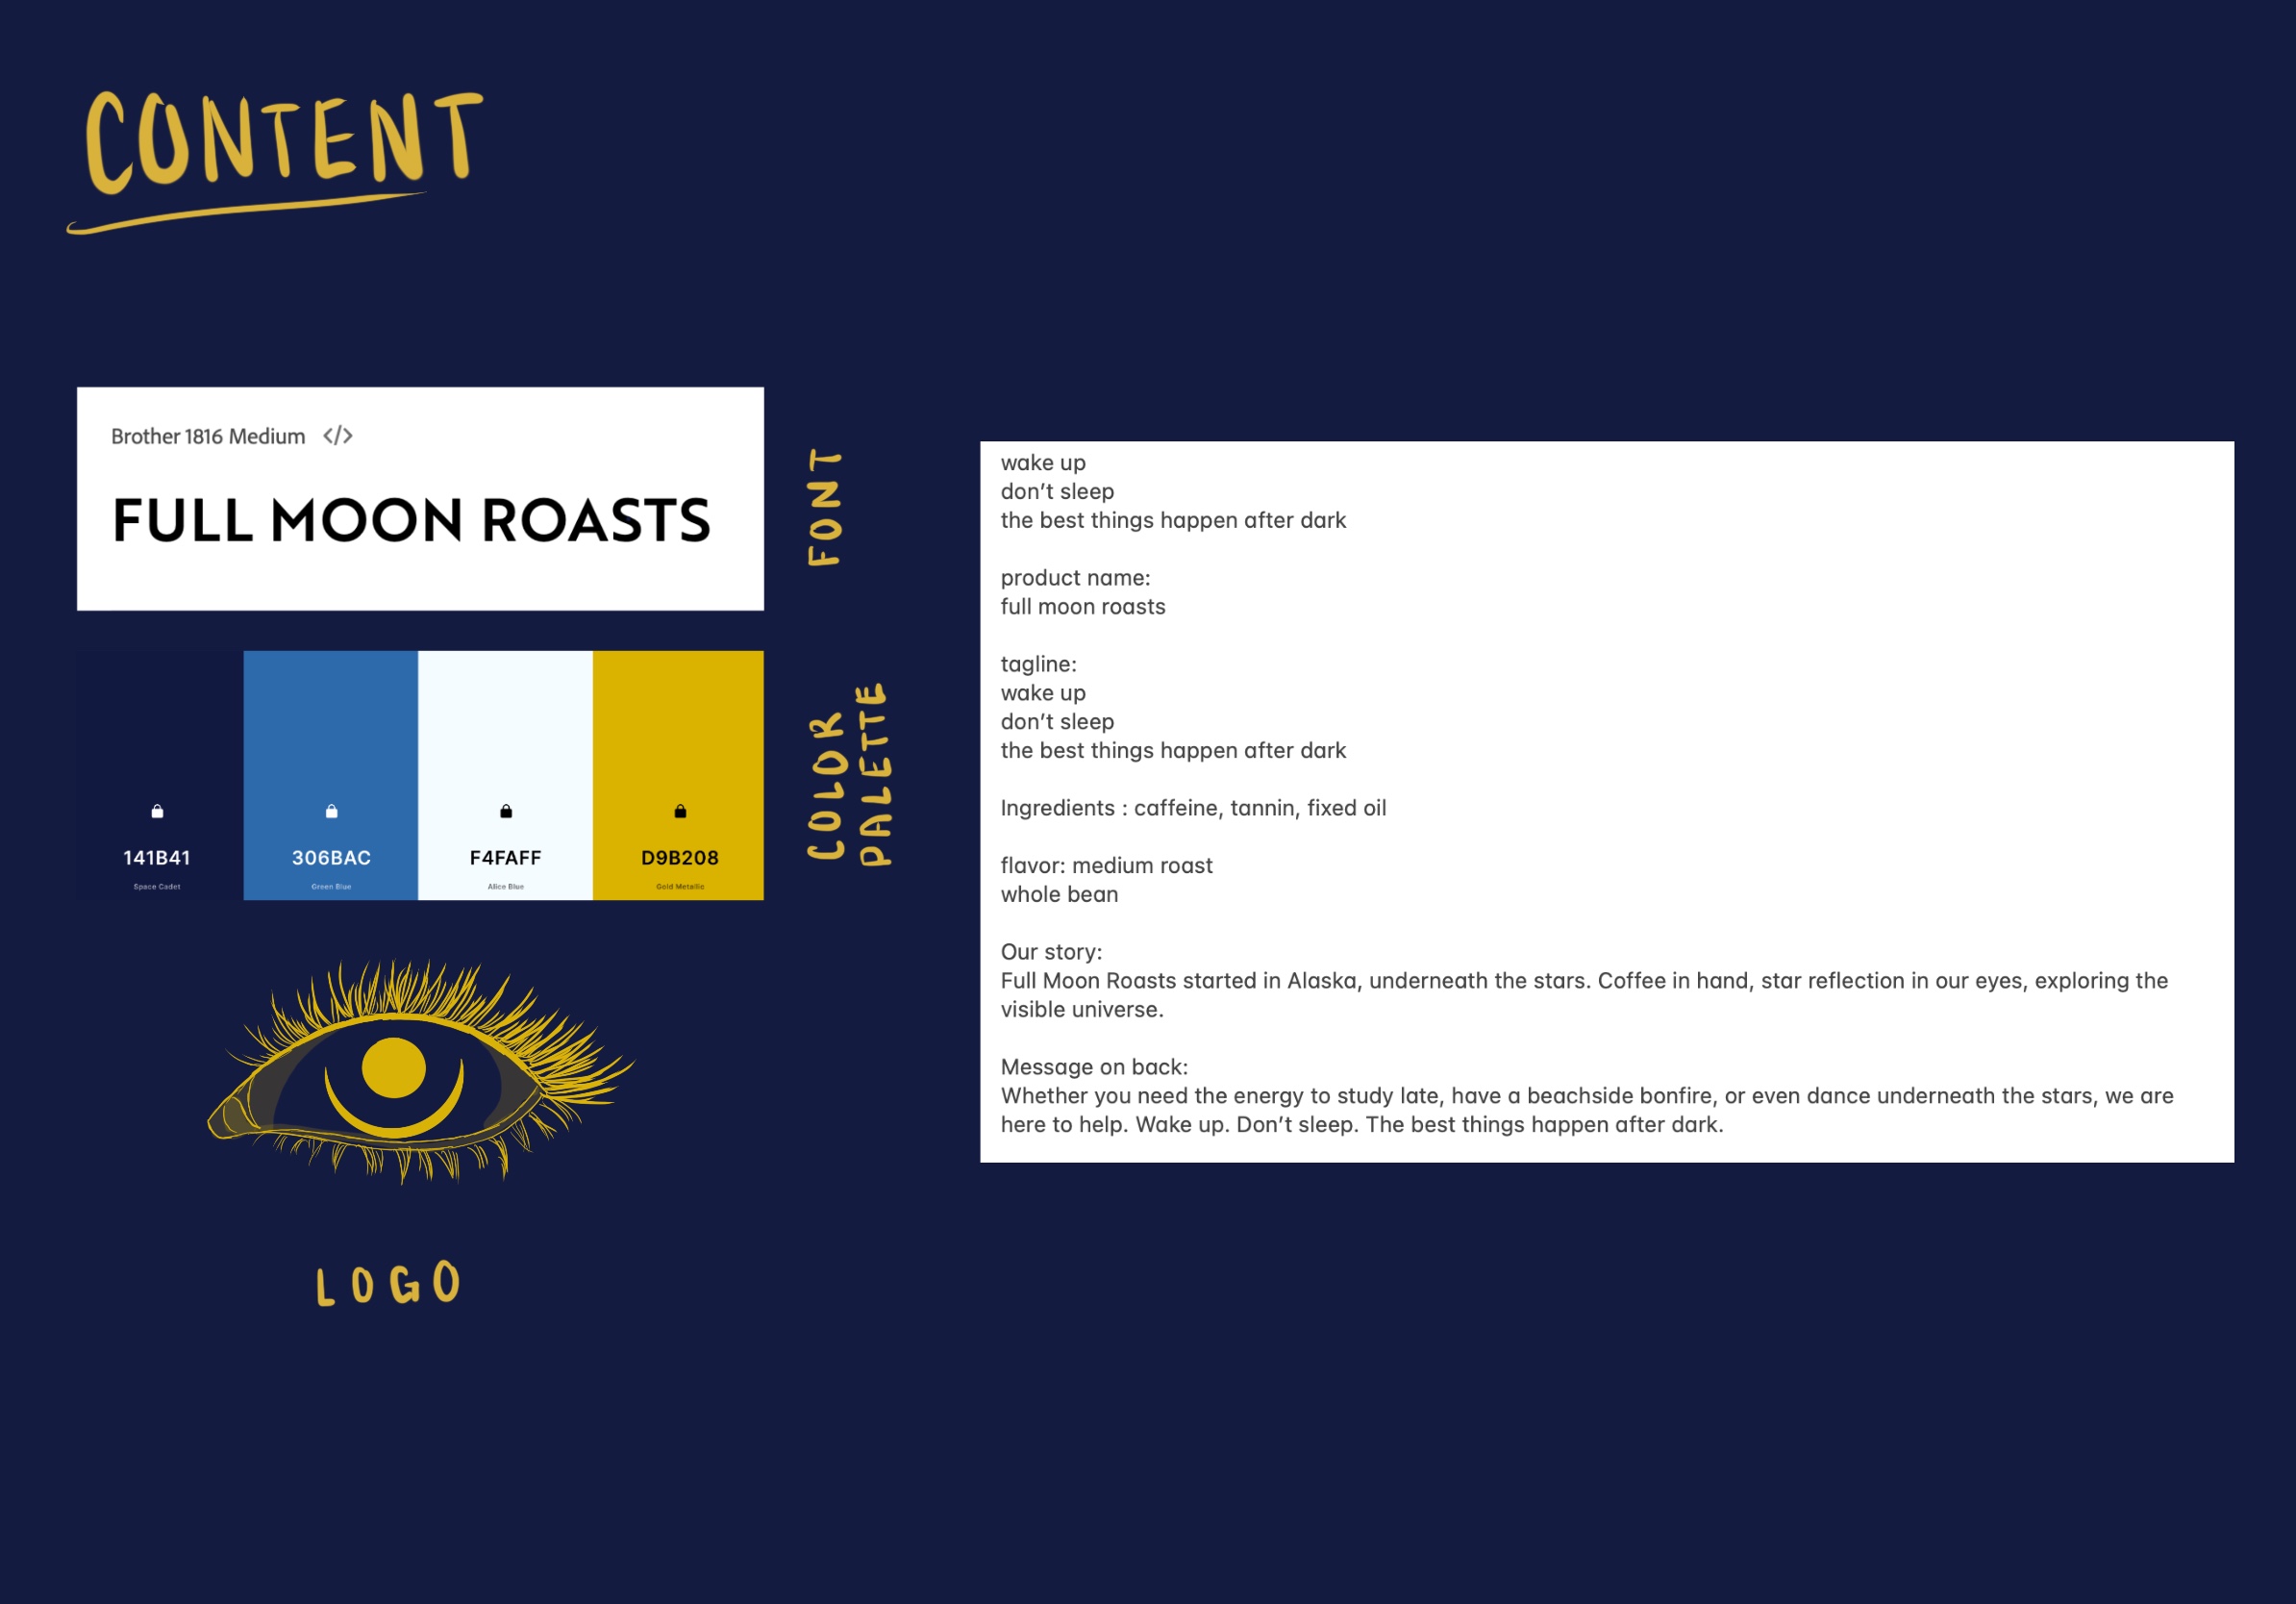 CONTENT
Brother 1816 Medium </>
FULL MOON ROASTS
FONT
141B41
Space Cadet
306BAC
Green Blue
F4FAFF
Alice Blue
D9B208
Gold Metallic
COLOR
PALETTE
LOGO
wake up
don’t sleep
the best things happen after dark
product name:
full moon roasts
tagline:
wake up
don’t sleep
the best things happen after dark
Ingredients : caffeine, tannin, fixed oil
flavor: medium roast
whole bean
Our story:
Full Moon Roasts started in Alaska, underneath the stars. Coffee in hand, star reflection in our eyes, exploring the
visible universe.
Message on back:
Whether you need the energy to study late, have a beachside bonfire, or even dance underneath the stars, we are
here to help. Wake up. Don’t sleep. The best things happen after dark.